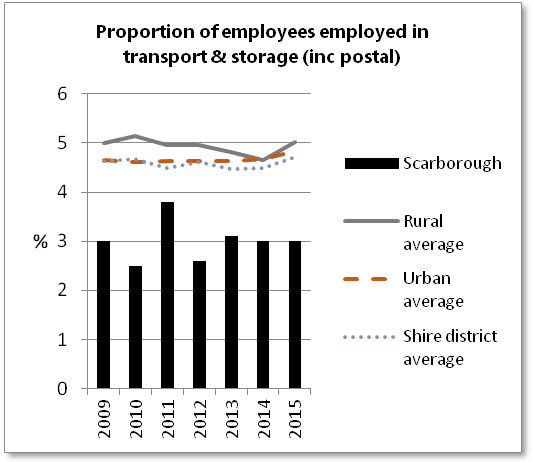 Proportion of employees employed in
transport & storage (inc postal)
6
5
4
3
2
1
0
%
2009
2010
2011
2012
2013
2014
2015
Scarborough
Rural
average
Urban
average
Shire district
average